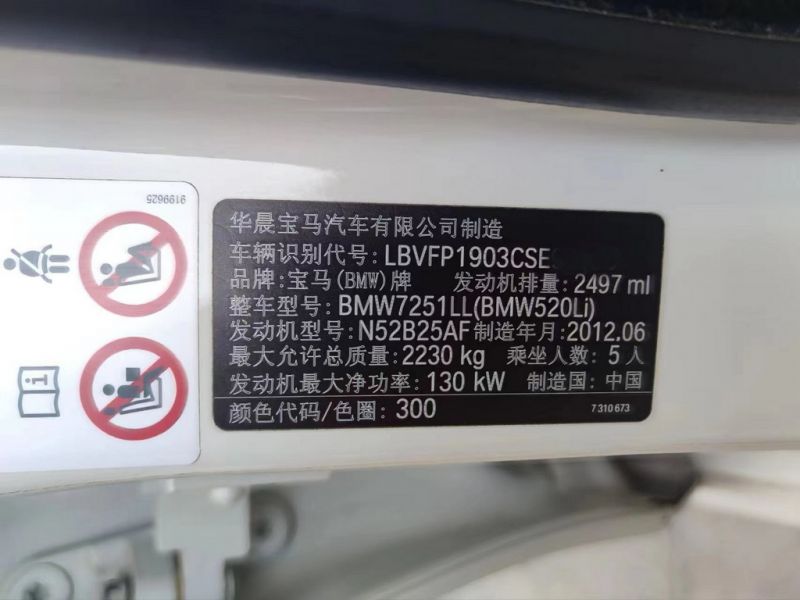 9199625
华晨宝马汽车有限公司制造
车辆识别代号: LBVFP1903CSE
品牌: 宝马(BMW)牌 发动机排量: 2497 ml
整车型号: BMW7251LL(BMW520Li)
发动机型号: N52B25AF 制造年月: 2012.06
最大允许总质量: 2230 kg 乘坐人数: 5 人
发动机最大净功率: 130 kW 制造国: 中国
颜色代码/色圈: 300
7 310 673